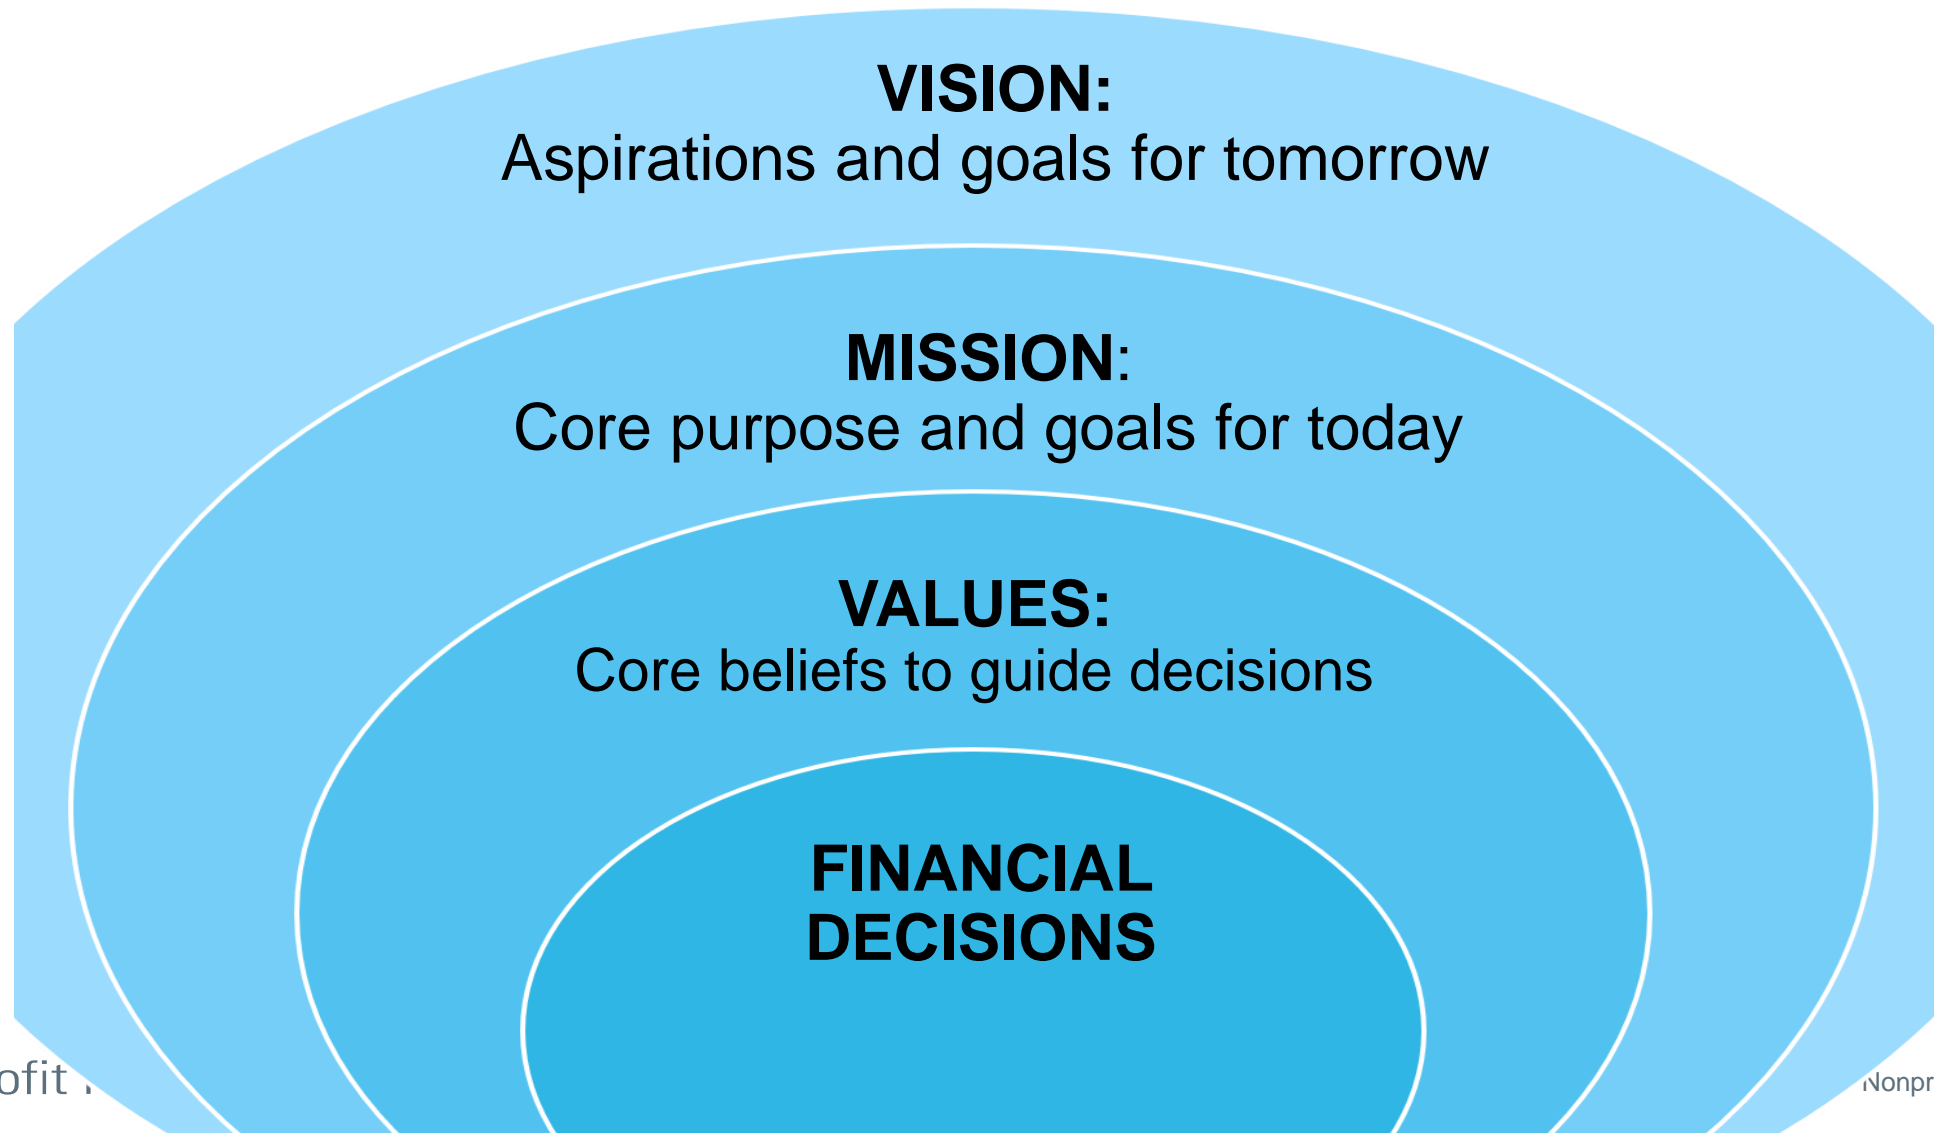 VISION:
Aspirations and goals for tomorrow
MISSION:
Core purpose and goals for today
VALUES:
Core beliefs to guide decisions
FINANCIAL
DECISIONS